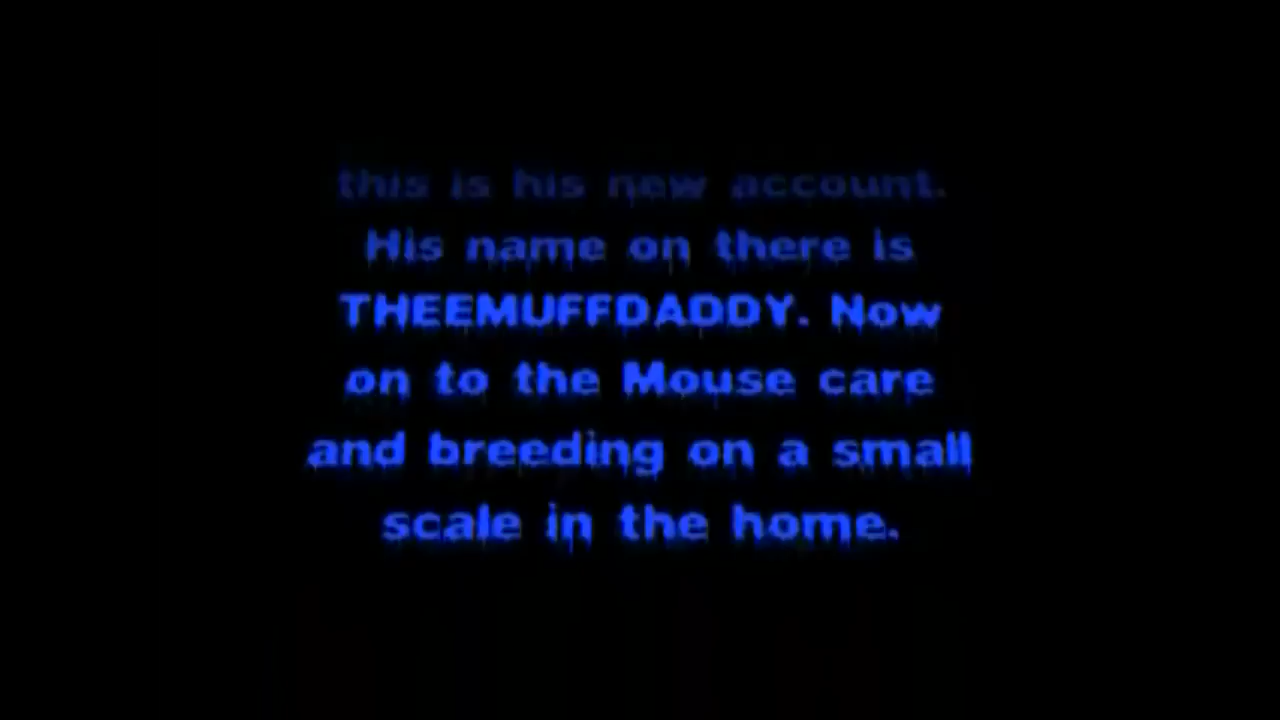 this is his new account.
His name on there is
THEEMUFFDADDY. Now
on to the Mouse care
and breeding on a small
scale in the home.